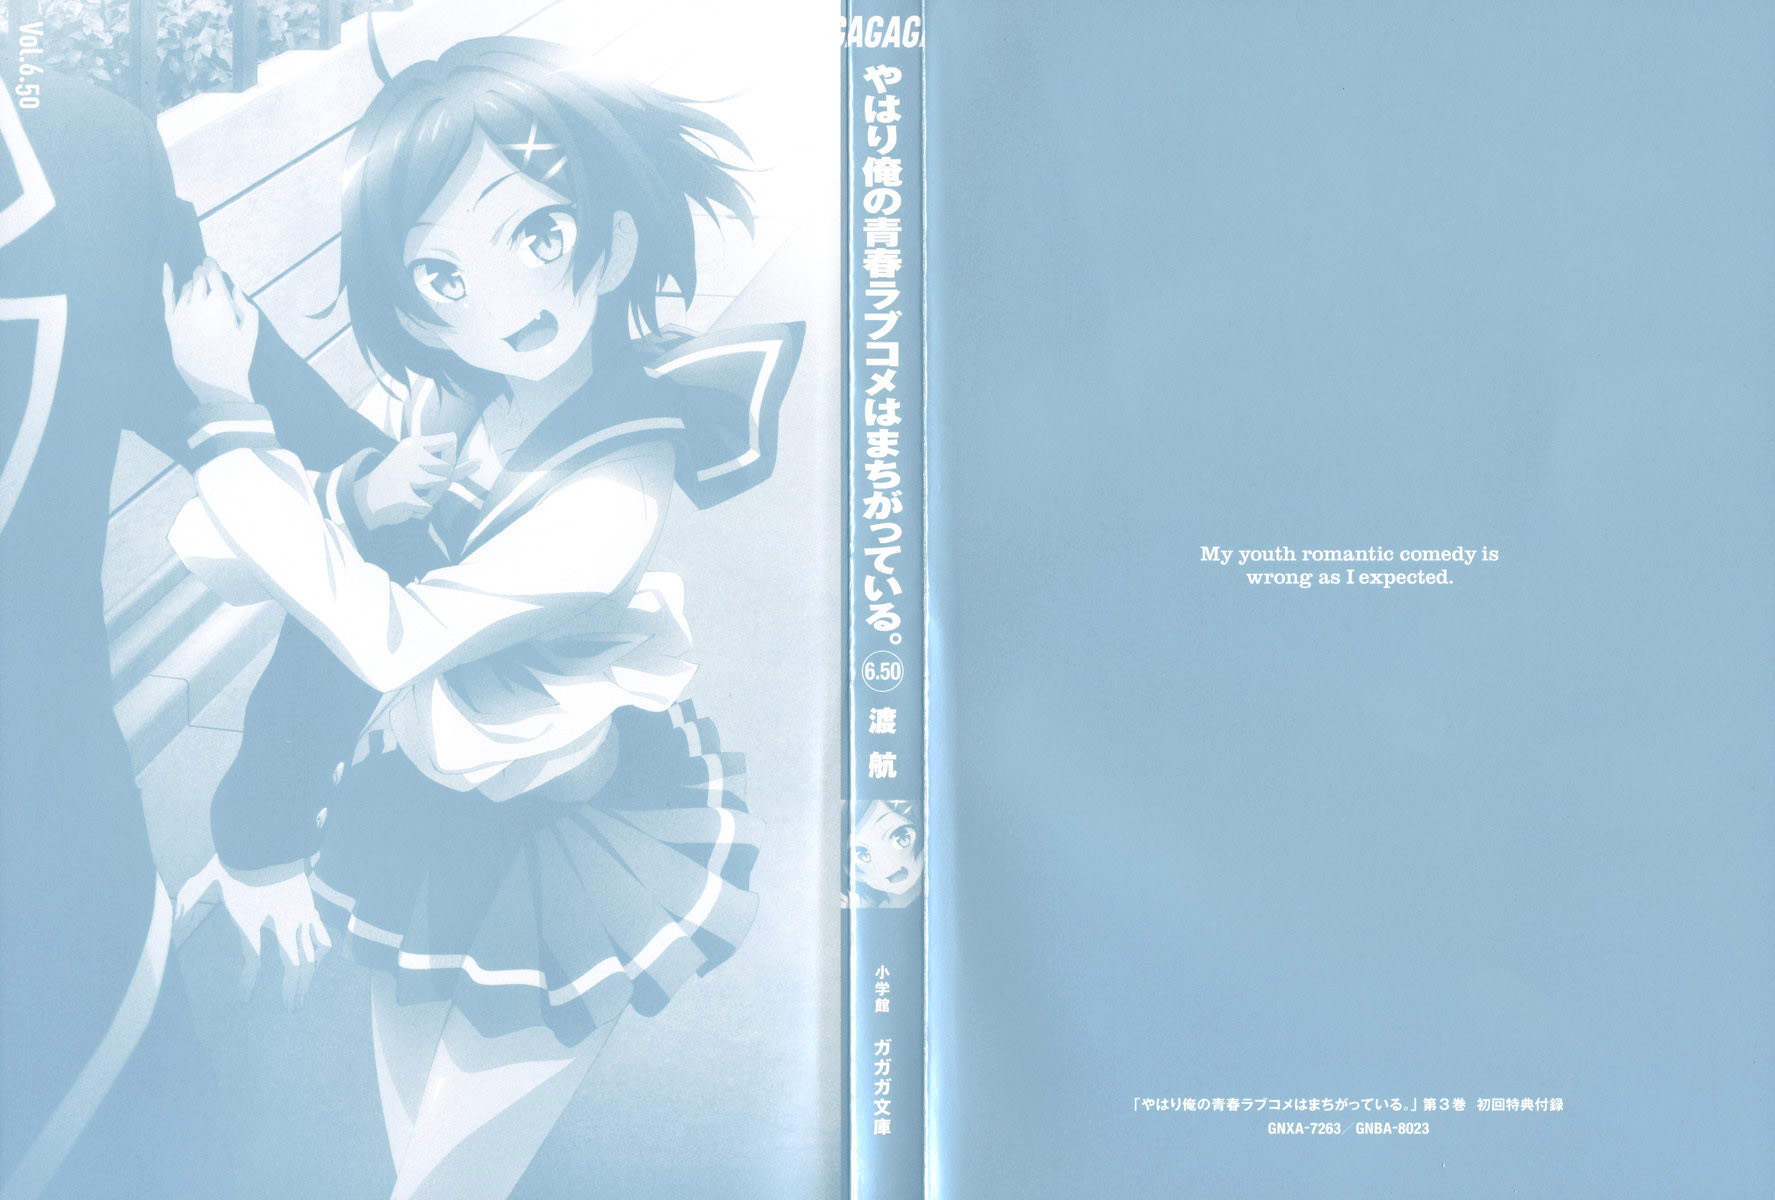 Vol.6.50
GAGAGA
やはり俺の青春ラブコメはまちがっている。
6.50
渡 航
小学館 ガガガ文庫
My youth romantic comedy is
wrong as I expected.
「やはり俺の青春ラブコメはまちがっている。」第3巻 初回特典付録
GNXA-7263/GNBA-8023